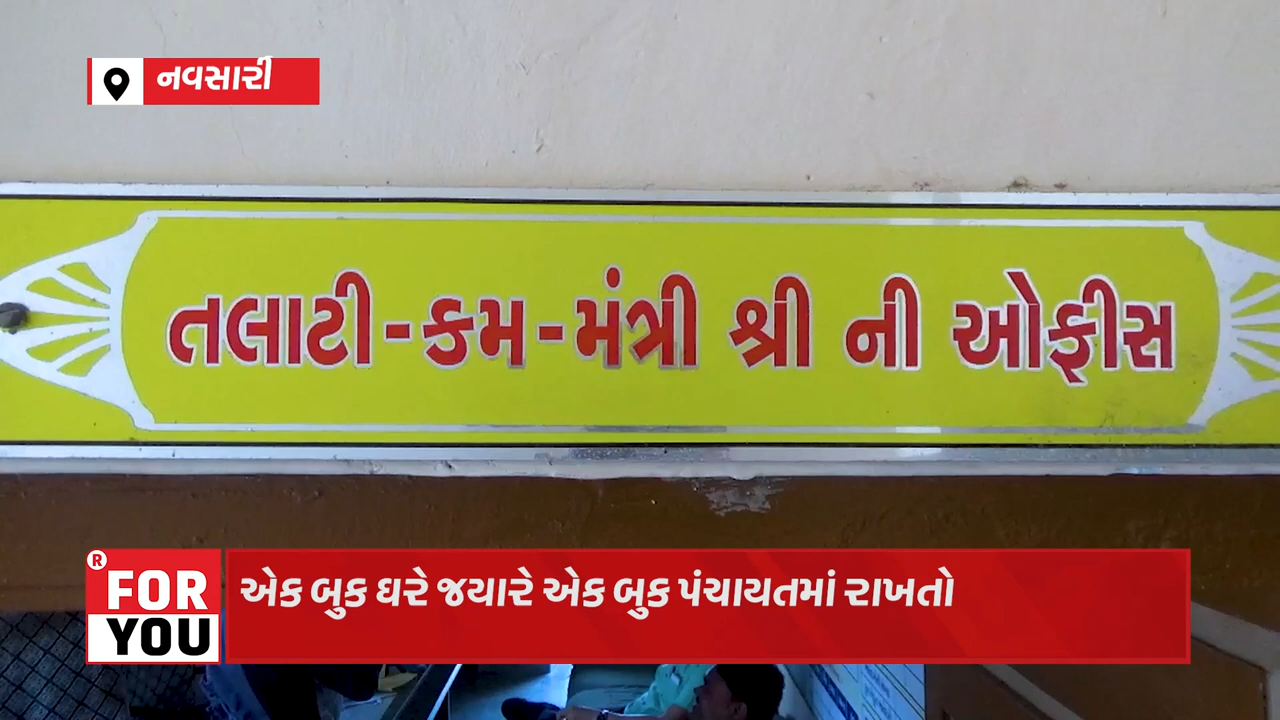 નવસારી
તલાટી-કમ-મંત્રી શ્રી ની ઓફીસ
®
FOR
YOU
એક બુક ઘરે જયારે એક બુક પંચાયતમાં રાખતો